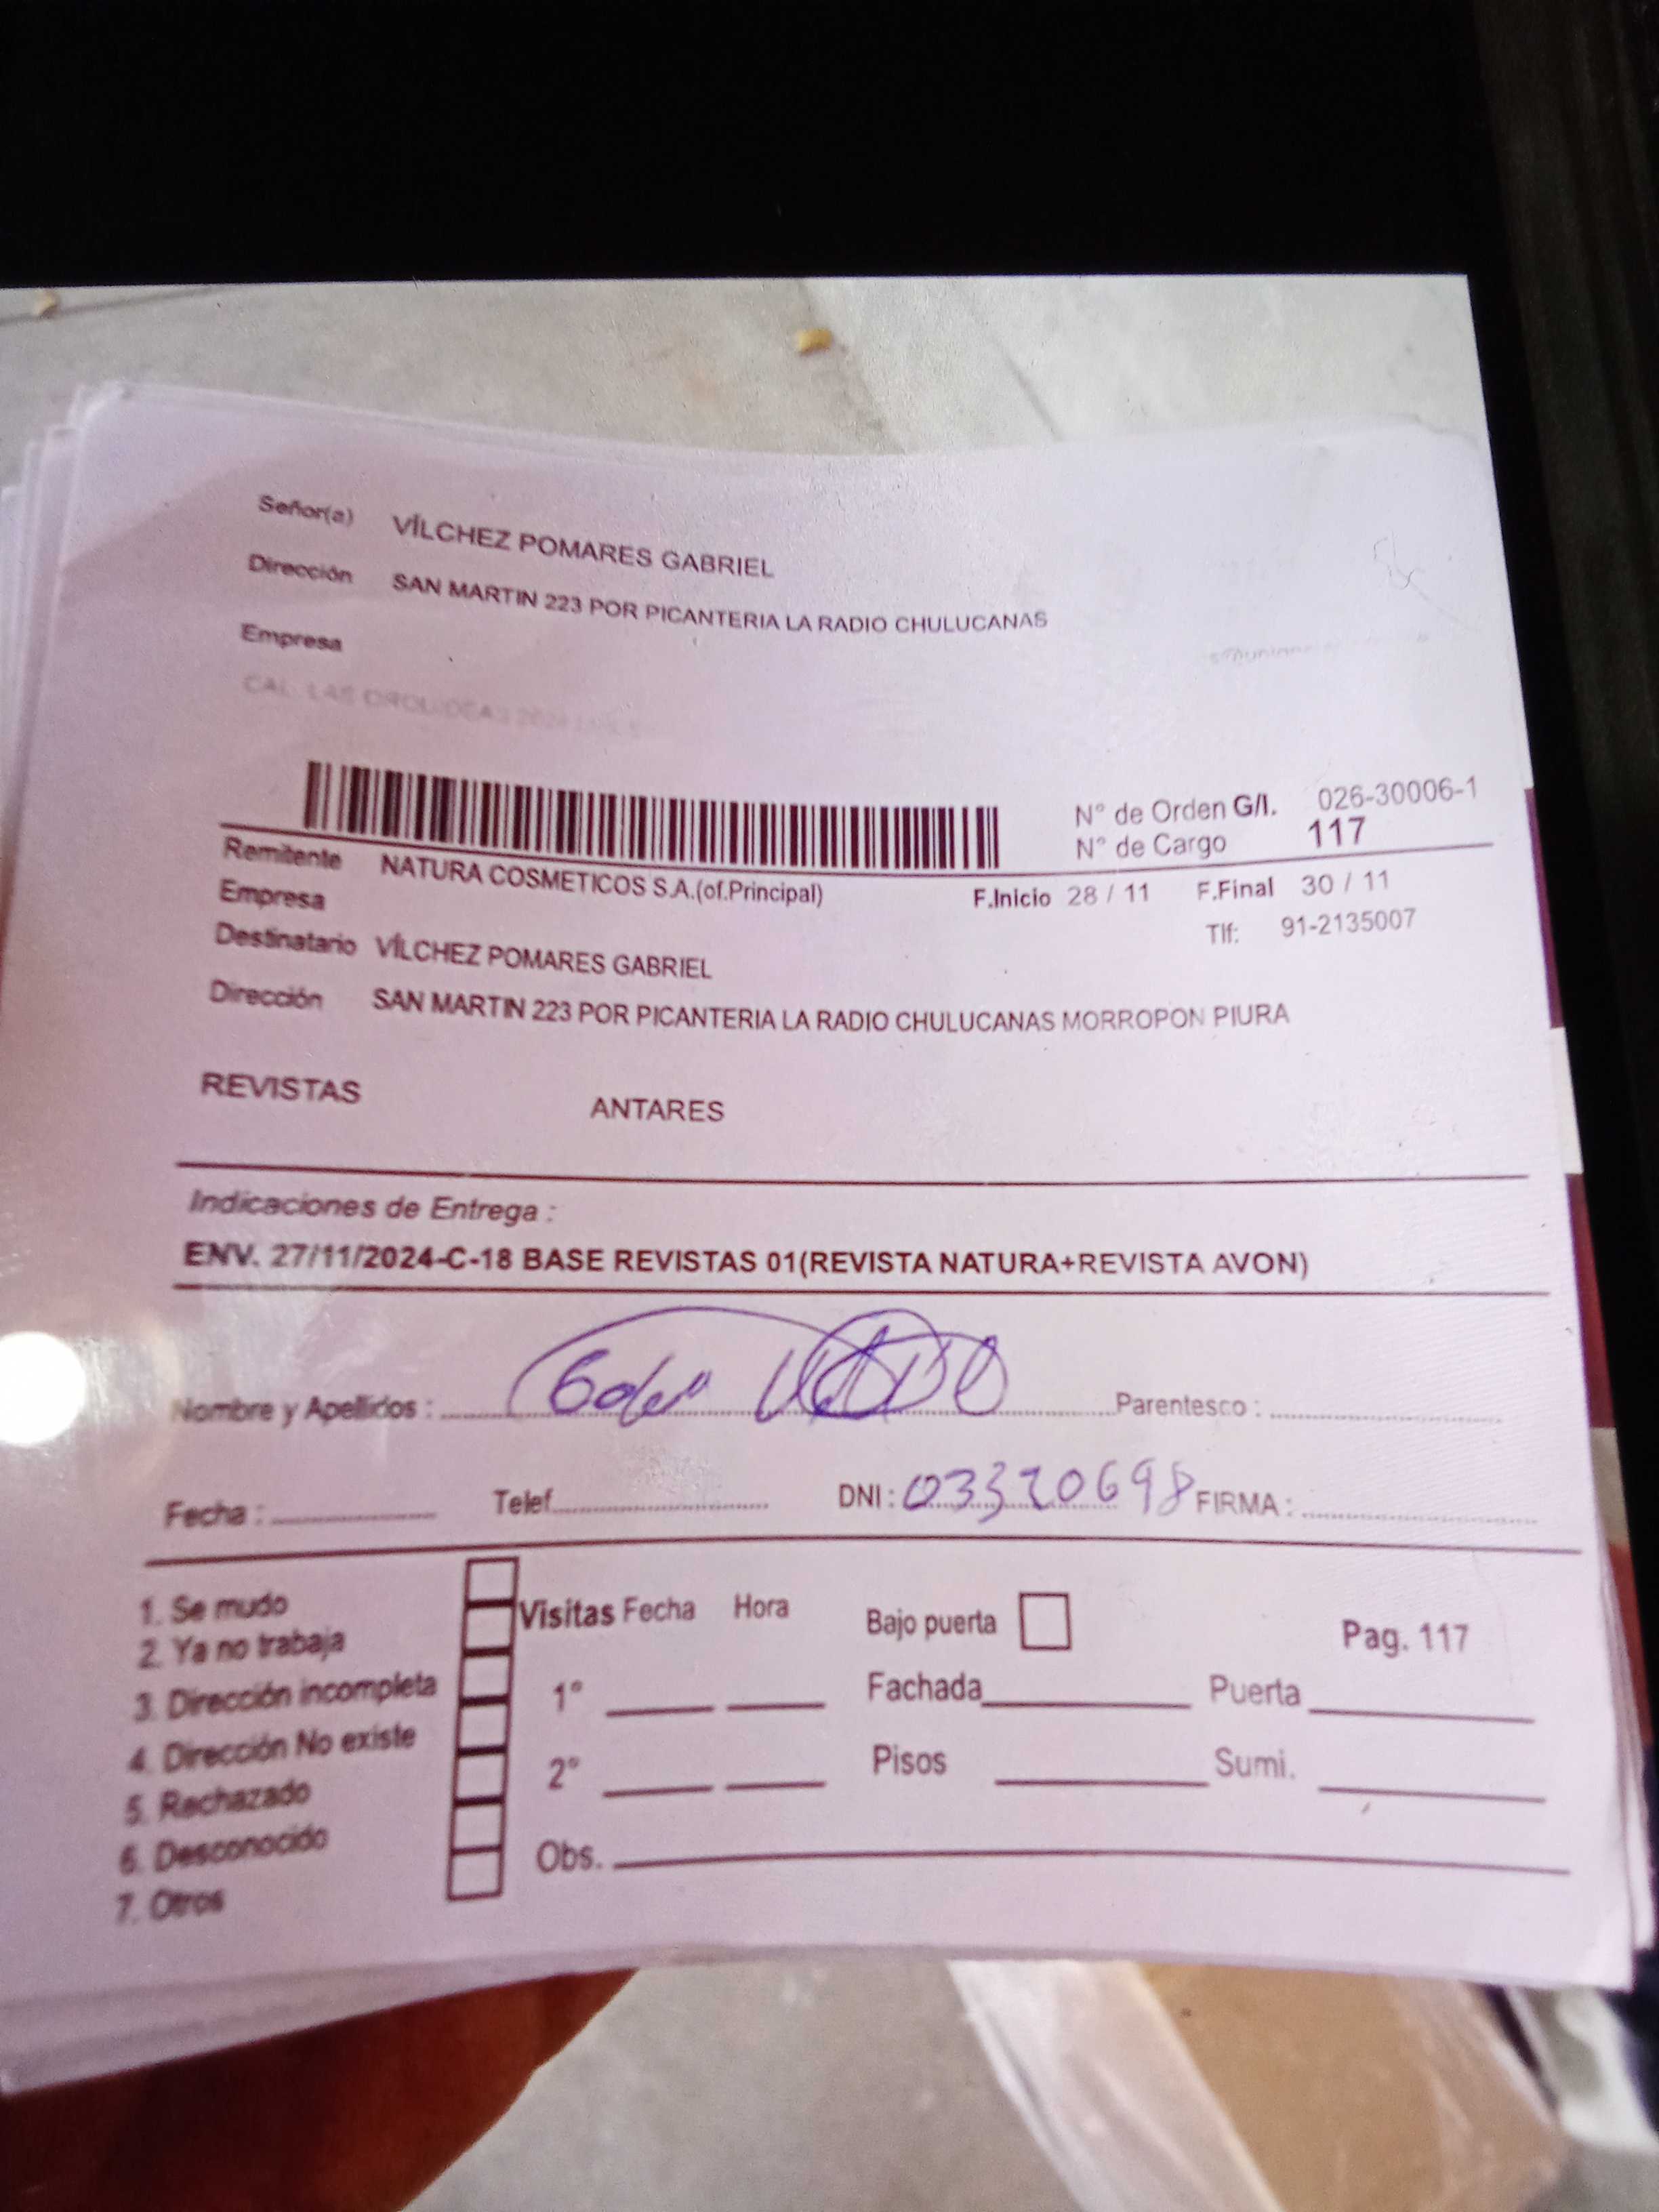 Señor(a) VÍLCHEZ POMARES GABRIEL
Dirección SAN MARTIN 223 POR PICANTERIA LA RADIO CHULUCANAS
Empresa
N° de Orden G/I. 026-30006-1
N° de Cargo 117
Remitente NATURA COSMETICOS S.A.(of.Principal) F.Inicio 28 / 11 F.Final 30 / 11
Empresa Tlf: 91-2135007
Destinatario VÍLCHEZ POMARES GABRIEL
Dirección SAN MARTIN 223 POR PICANTERIA LA RADIO CHULUCANAS MORROPON PIURA
REVISTAS ANTARES
Indicaciones de Entrega :
ENV. 27/11/2024-C-18 BASE REVISTAS 01(REVISTA NATURA+REVISTA AVON)
Nombre y Apellidos : Parentesco :
Fecha : Telef. DNI : 03320698 FIRMA :
1. Se mudo
2. Ya no trabaja
3. Dirección incompleta
4. Dirección No existe
5. Rechazado
6. Desconocido
7. Otros
Visitas Fecha Hora Bajo puerta Pag. 117
1° Fachada Puerta
2° Pisos Sumi.
Obs.